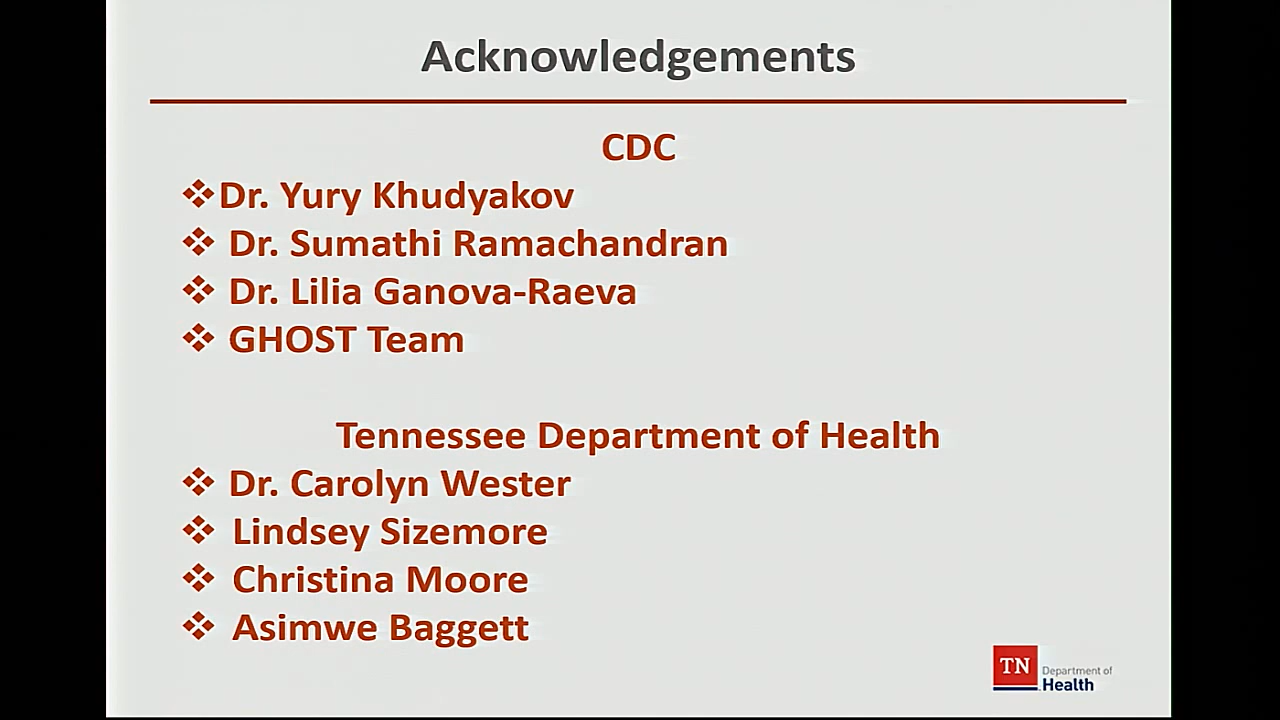 Acknowledgements
CDC
❖Dr. Yury Khudyakov
❖ Dr. Sumathi Ramachandran
❖ Dr. Lilia Ganova-Raeva
❖ GHOST Team
Tennessee Department of Health
❖ Dr. Carolyn Wester
❖ Lindsey Sizemore
❖ Christina Moore
❖ Asimwe Baggett
TN
Department of
Health